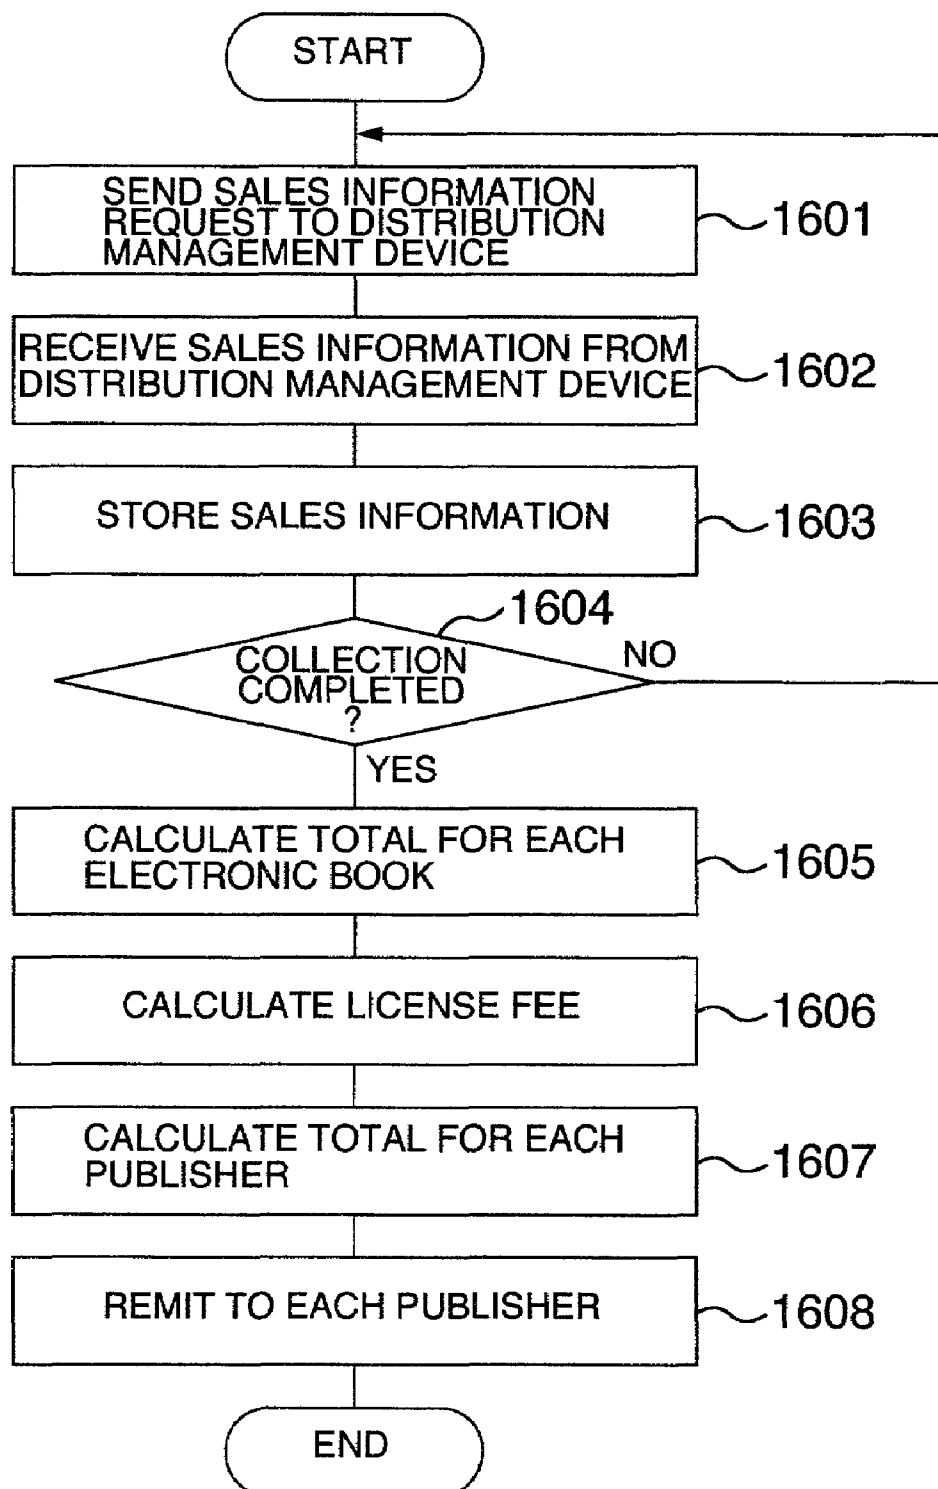 START
SEND SALES INFORMATION
REQUEST TO DISTRIBUTION
MANAGEMENT DEVICE
1601
RECEIVE SALES INFORMATION FROM
DISTRIBUTION MANAGEMENT DEVICE
1602
STORE SALES INFORMATION
1603
1604
COLLECTION
COMPLETED
?
NO
YES
CALCULATE TOTAL FOR EACH
ELECTRONIC BOOK
1605
CALCULATE LICENSE FEE
1606
CALCULATE TOTAL FOR EACH
PUBLISHER
1607
REMIT TO EACH PUBLISHER
1608
END